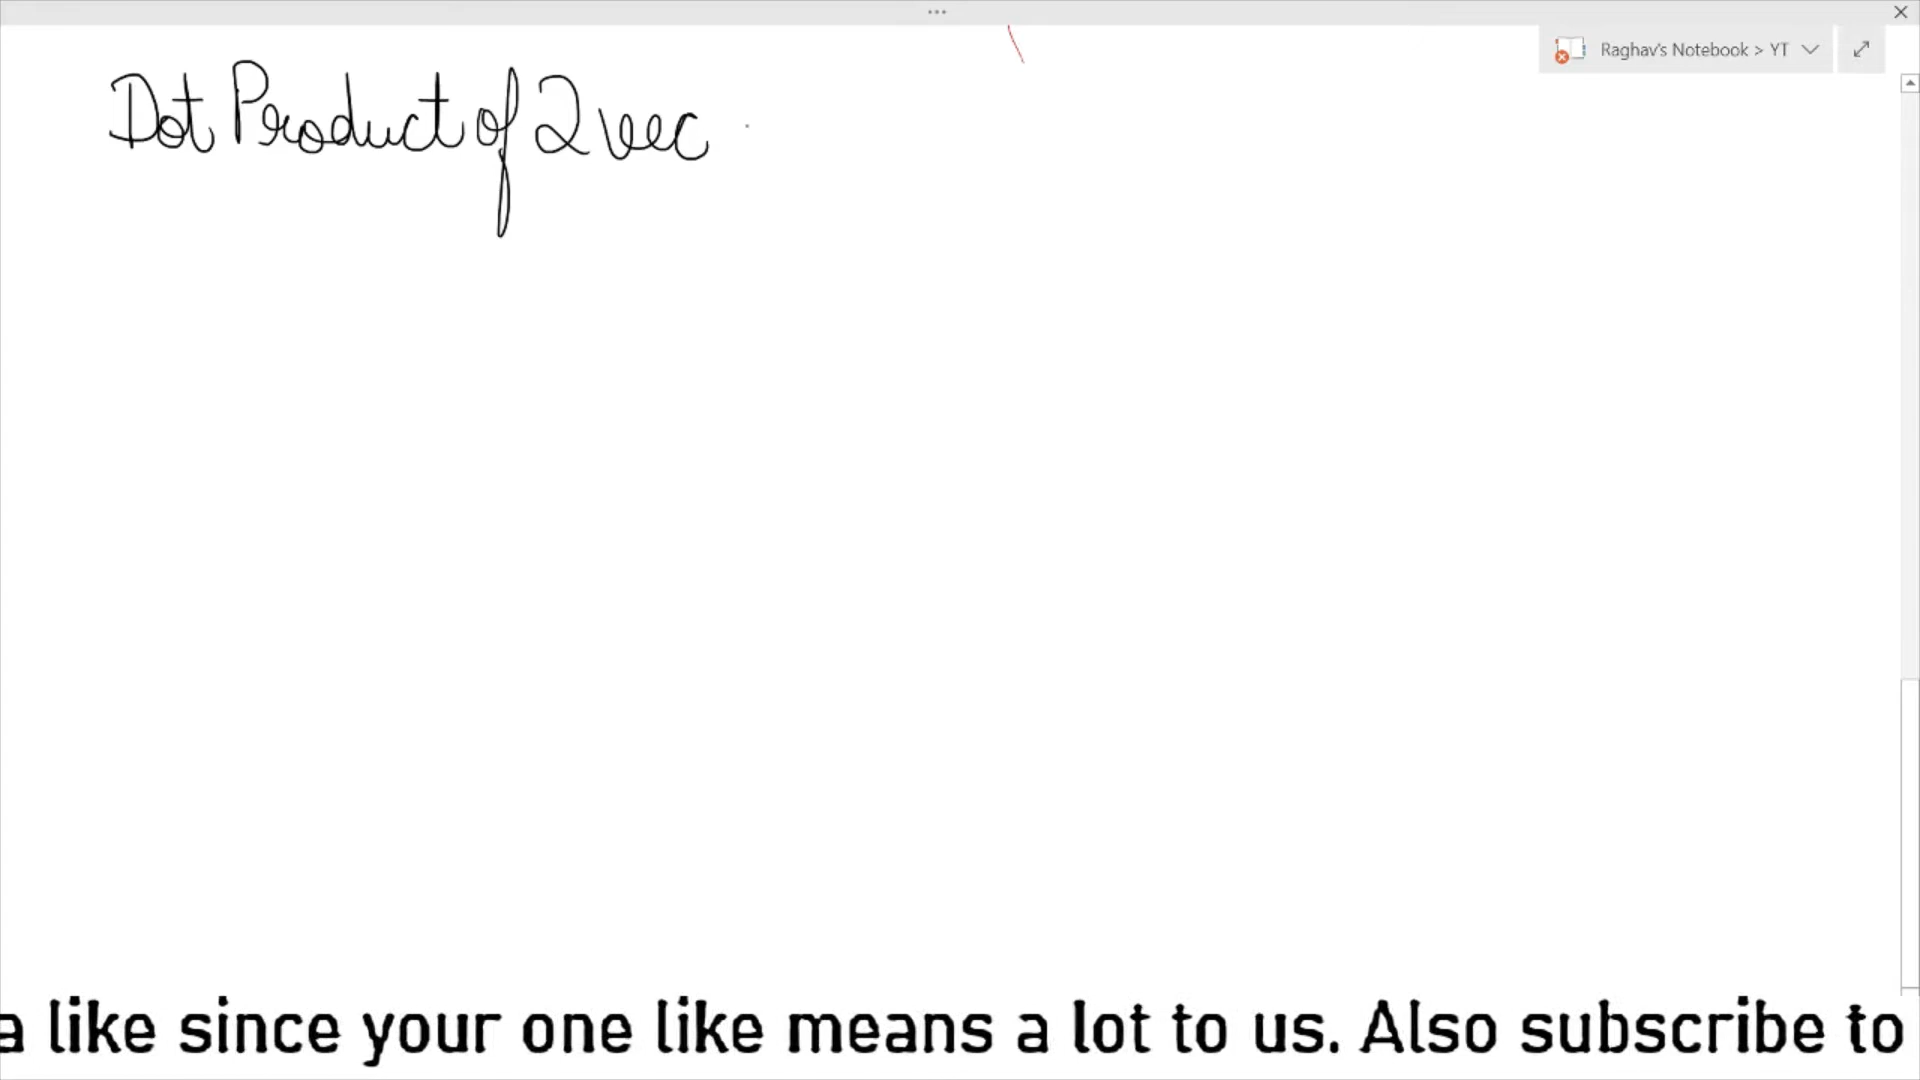 Raghav's Notebook > YT
Dot Product of 2 vec
a like since your one like means a lot to us. Also subscribe to